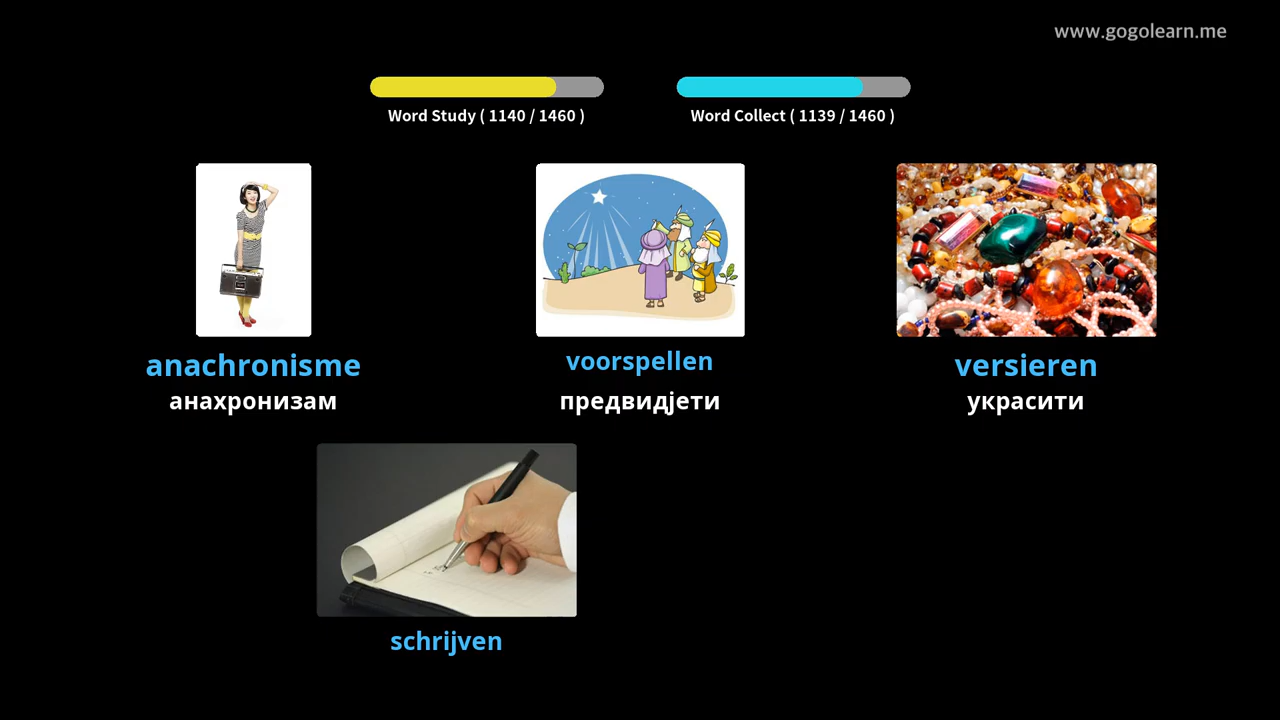 www.gogolearn.me
Word Study ( 1140 / 1460 )
Word Collect ( 1139 / 1460 )
anachronisme
анахронизам
voorspellen
предвидјети
versieren
украсити
schrijven